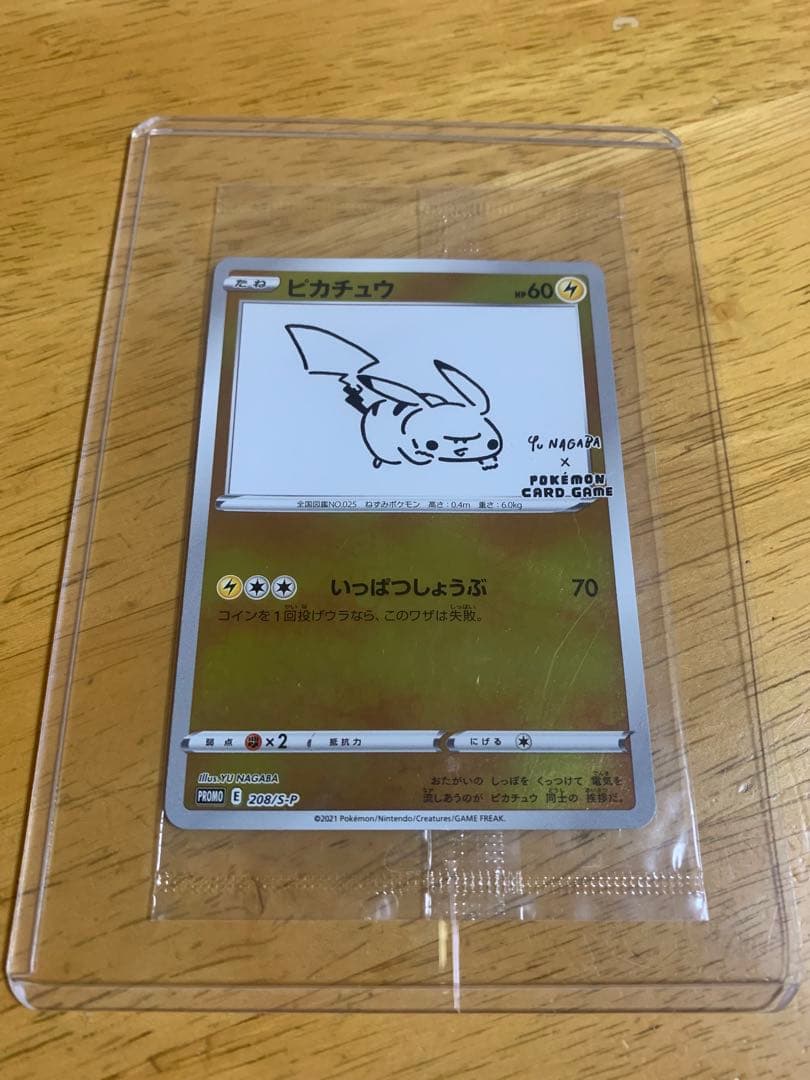 たね ピカチュウ HP60
YU NAGABA
×
POKÉMON
CARD GAME
全国図鑑NO.025 ねずみポケモン 高さ:0.4m 重さ:6.0kg
いっぱつしょうぶ 70
コインを1回投げウラなら、このワザは失敗。
弱点 ×2 抵抗力 にげる
illus. YU NAGABA
PROMO E 208/S-P
おたがいの しっぽを くっつけて 電気を
流しあうのが ピカチュウ 同士の 挨拶だ。
©2021 Pokémon/Nintendo/Creatures/GAME FREAK.